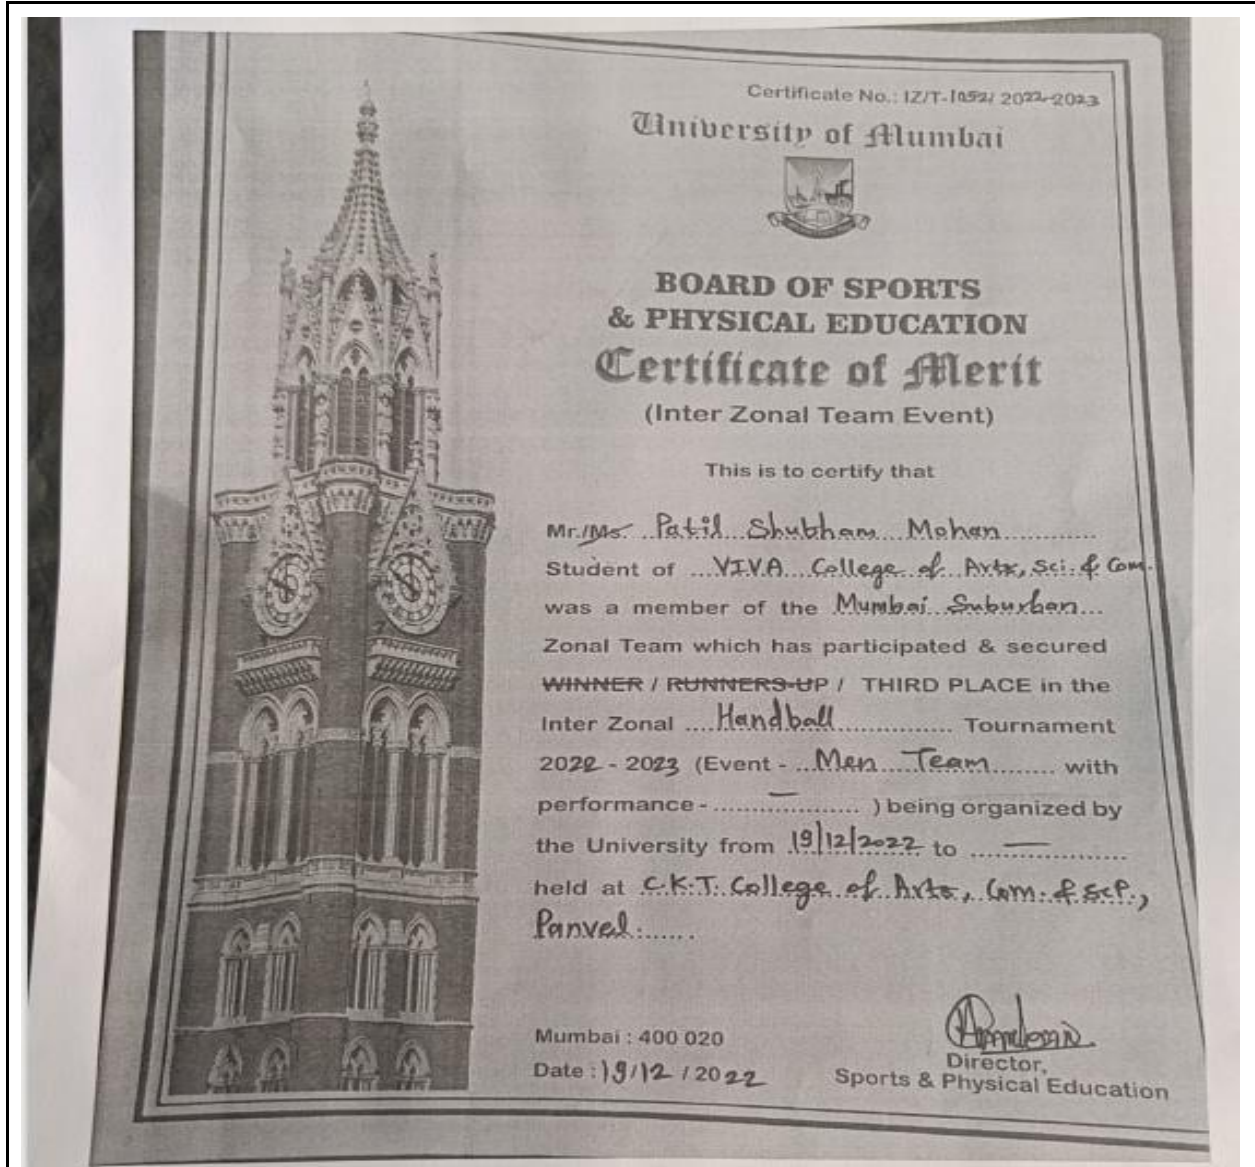 Certificate No.: IZ/T-1052/ 2022-2023
University of Mumbai
BOARD OF SPORTS
& PHYSICAL EDUCATION
Certificate of Merit
(Inter Zonal Team Event)
This is to certify that
Mr./Ms. Patil Shubham Mohan
Student of VIVA College of Arts, Sci. & Com.
was a member of the Mumbai Suburban
Zonal Team which has participated & secured
WINNER / RUNNERS-UP / THIRD PLACE in the
Inter Zonal Handball Tournament
2022 - 2023 (Event - Men Team with
performance - — ) being organized by
the University from 19/12/2022 to —
held at C.K.T. College of Arts, Com. & Sci.,
Panvel
Mumbai : 400 020
Date : 19/12 / 2022
Director,
Sports & Physical Education